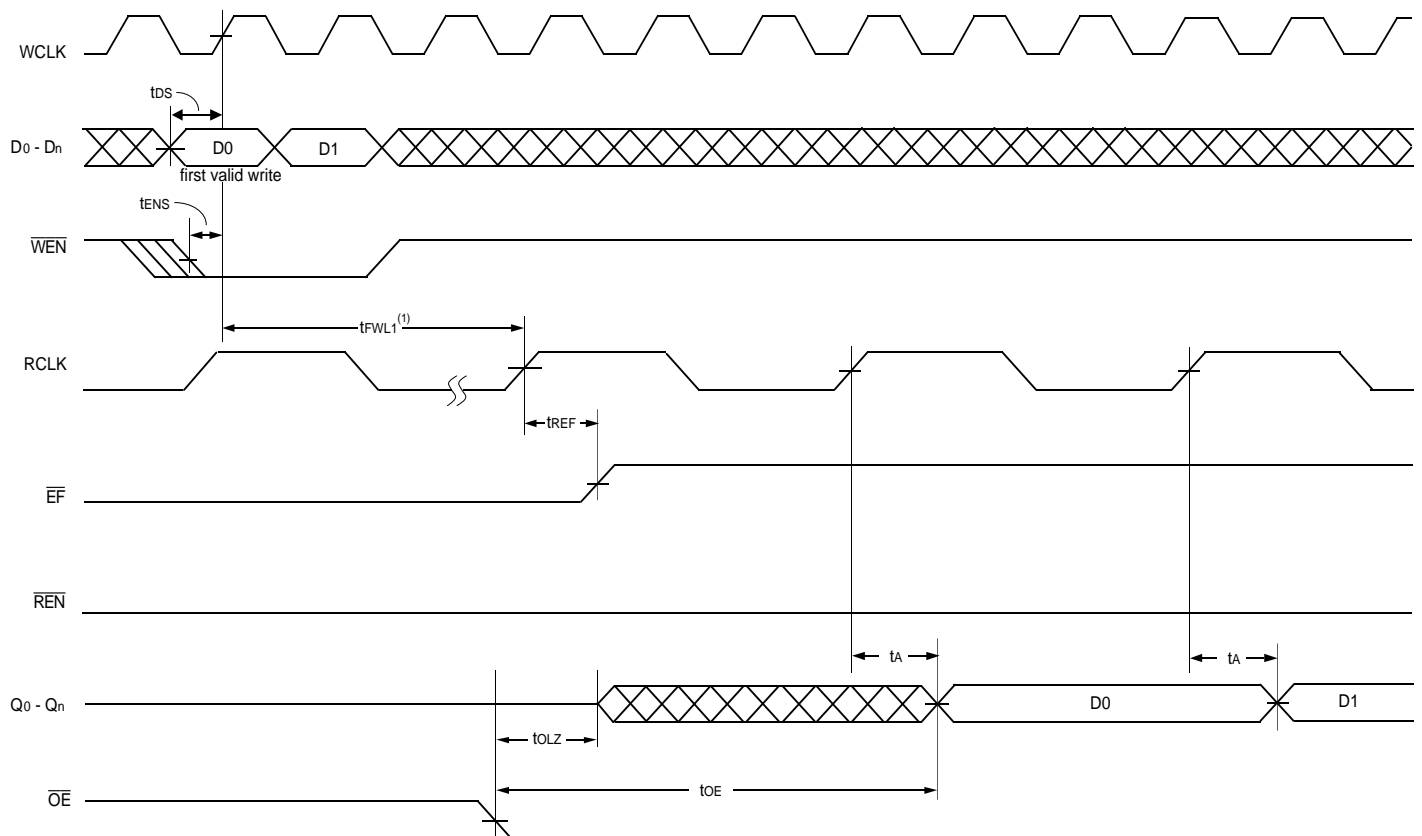 WCLK
tDS
D0 - Dn
D0
D1
first valid write
tENS
WEN
tFWL1(1)
RCLK
tREF
EF
REN
tA
tA
Q0 - Qn
D0
D1
tOLZ
tOE
OE